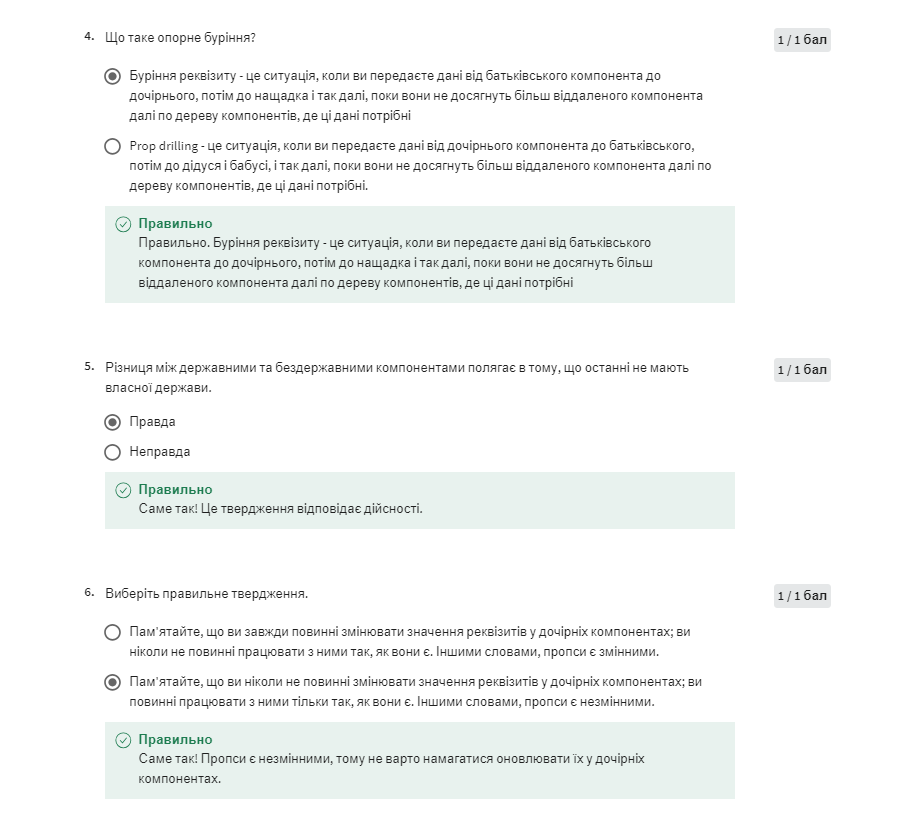 4. Що таке опорне буріння?
1 / 1 бал
Буріння реквізиту - це ситуація, коли ви передаєте дані від батьківського компонента до
дочірнього, потім до нащадка і так далі, поки вони не досягнуть більш віддаленого компонента
далі по дереву компонентів, де ці дані потрібні
Prop drilling - це ситуація, коли ви передаєте дані від дочірнього компонента до батьківського,
потім до дідуся і бабусі, і так далі, поки вони не досягнуть більш віддаленого компонента далі по
дереву компонентів, де ці дані потрібні.
Правильно
Правильно. Буріння реквізиту - це ситуація, коли ви передаєте дані від батьківського
компонента до дочірнього, потім до нащадка і так далі, поки вони не досягнуть більш
віддаленого компонента далі по дереву компонентів, де ці дані потрібні
5. Різниця між державними та бездержавними компонентами полягає в тому, що останні не мають
власної держави.
1 / 1 бал
Правда
Неправда
Правильно
Саме так! Це твердження відповідає дійсності.
6. Виберіть правильне твердження.
1 / 1 бал
Пам'ятайте, що ви завжди повинні змінювати значення реквізитів у дочірніх компонентах; ви
ніколи не повинні працювати з ними так, як вони є. Іншими словами, пропси є змінними.
Пам'ятайте, що ви ніколи не повинні змінювати значення реквізитів у дочірніх компонентах; ви
повинні працювати з ними тільки так, як вони є. Іншими словами, пропси є незмінними.
Правильно
Саме так! Пропси є незмінними, тому не варто намагатися оновлювати їх у дочірніх
компонентах.